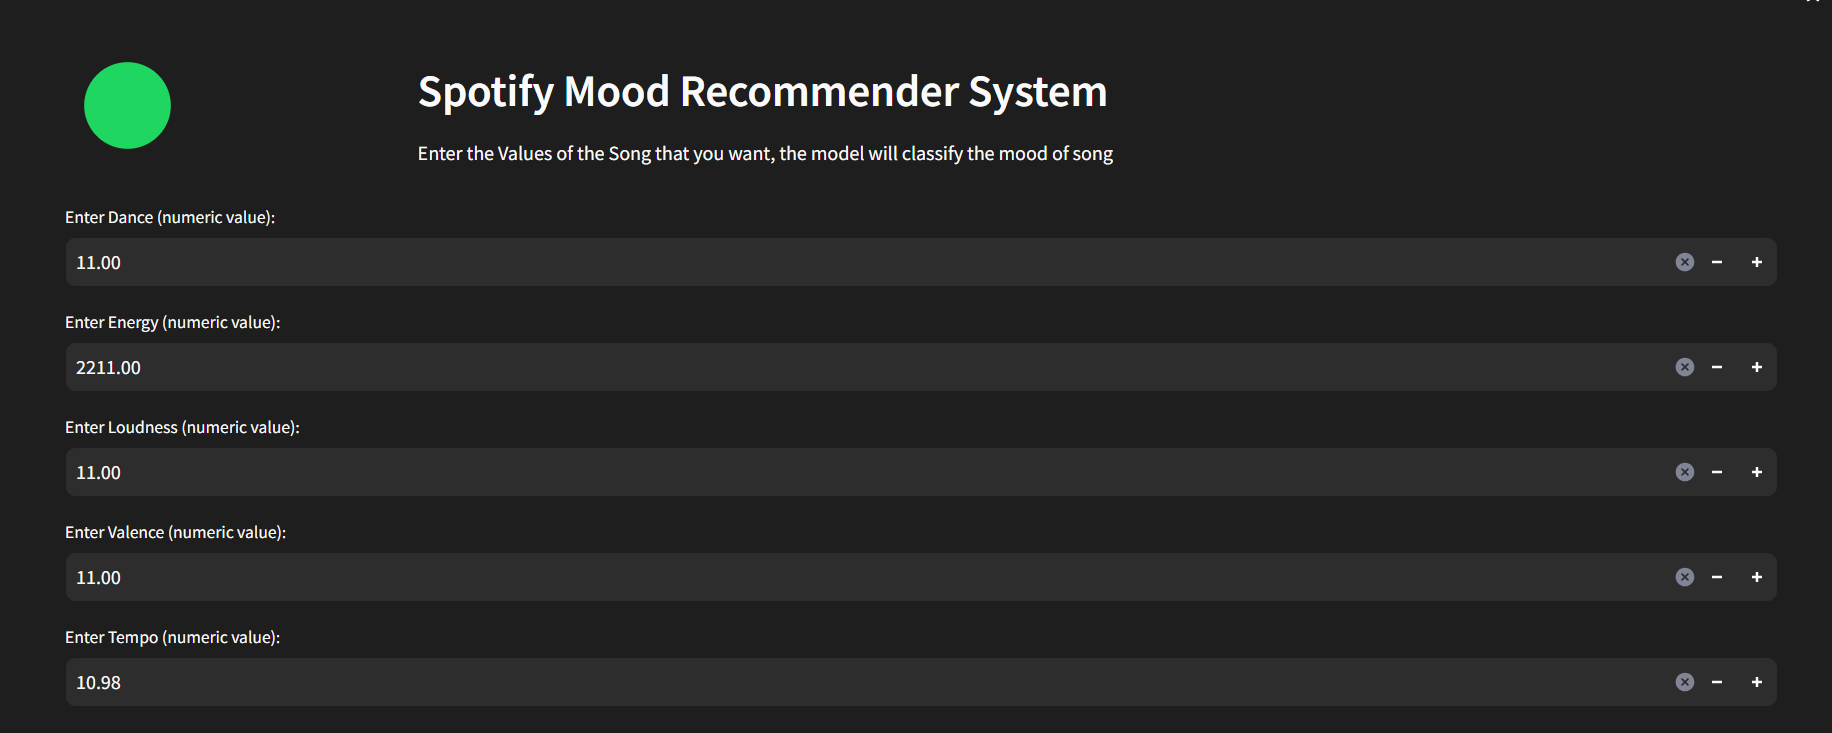 Spotify Mood Recommender System
Enter the Values of the Song that you want, the model will classify the mood of song
Enter Dance (numeric value):
11.00
Enter Energy (numeric value):
2211.00
Enter Loudness (numeric value):
11.00
Enter Valence (numeric value):
11.00
Enter Tempo (numeric value):
10.98